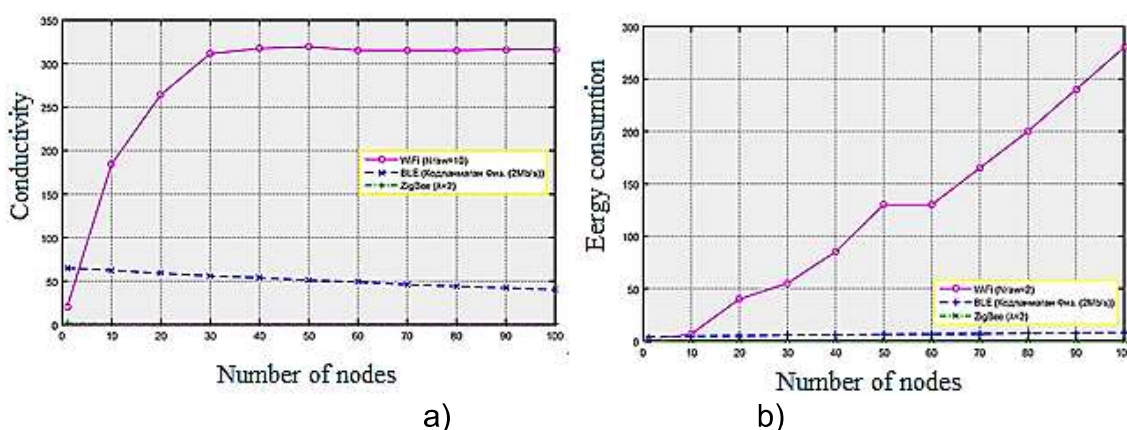 350
300
250
200
150
100
50
0
Conductivity
WiFi (Nraw=10)
BLE (Кодланмаган Физ. (2Mb/s))
ZigBee (λ=2)
0 10 20 30 40 50 60 70 80 90 100
Number of nodes
a)
300
250
200
150
100
50
0
Eergy consumtion
WiFi (Nraw=2)
BLE (Кодланмаган Физ. (2Mb/s))
ZigBee (λ=2)
0 10 20 30 40 50 60 70 80 90 100
Number of nodes
b)